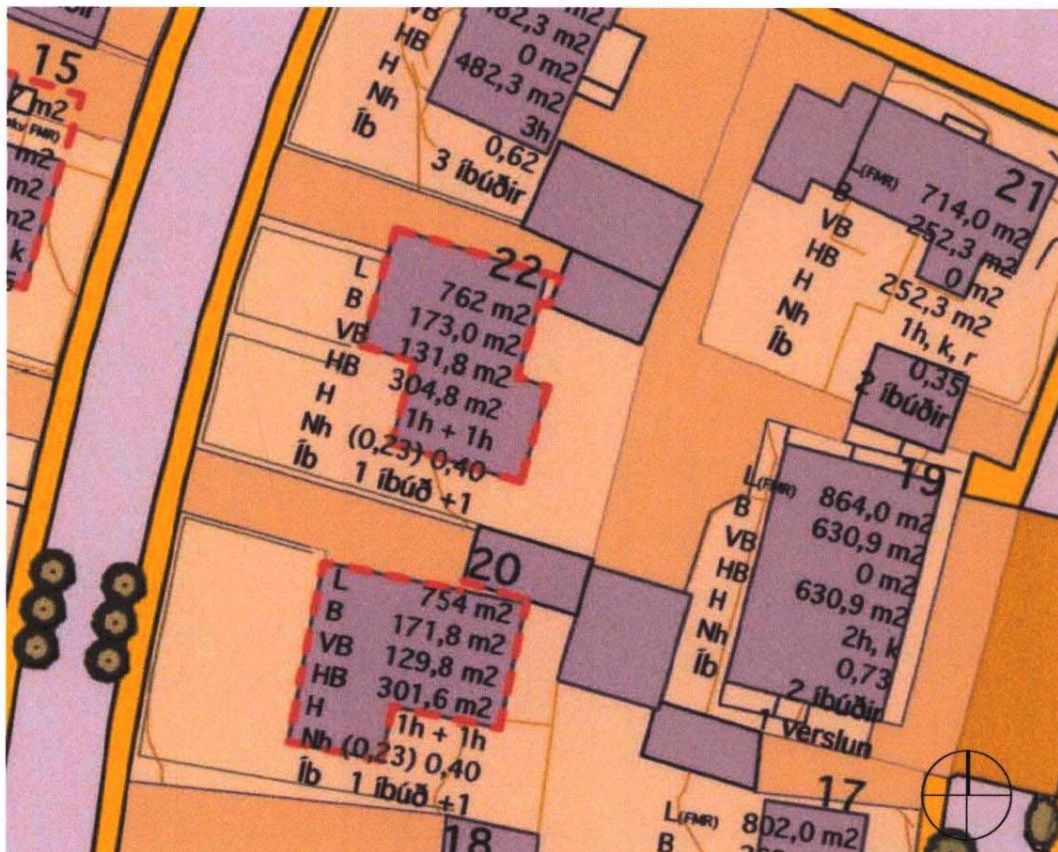 15
m2
m2
m2
m2
k
VB
HB
H
Nh
Íb
m2
482,3 m2
0 m2
482,3 m2
3h
0,62
3 íbúðir
22
L 762 m2
B 173,0 m2
VB 131,8 m2
HB 304,8 m2
H 1h + 1h
Nh (0,23) 0,40
Íb 1 íbúð +1
21
L(FMR) 714,0 m2
B 252,3 m2
VB 0 m2
HB 252,3 m2
H 1h, k, r
Nh 0,35
Íb 2 íbúðir
20
L 754 m2
B 171,8 m2
VB 129,8 m2
HB 301,6 m2
H 1h + 1h
Nh (0,23) 0,40
Íb 1 íbúð +1
19
L(FMR) 864,0 m2
B 630,9 m2
VB 0 m2
HB 630,9 m2
H 2h, k
Nh 0,73
Íb 2 íbúðir
1 verslun
18
17
L(FMR) 802,0 m2
B